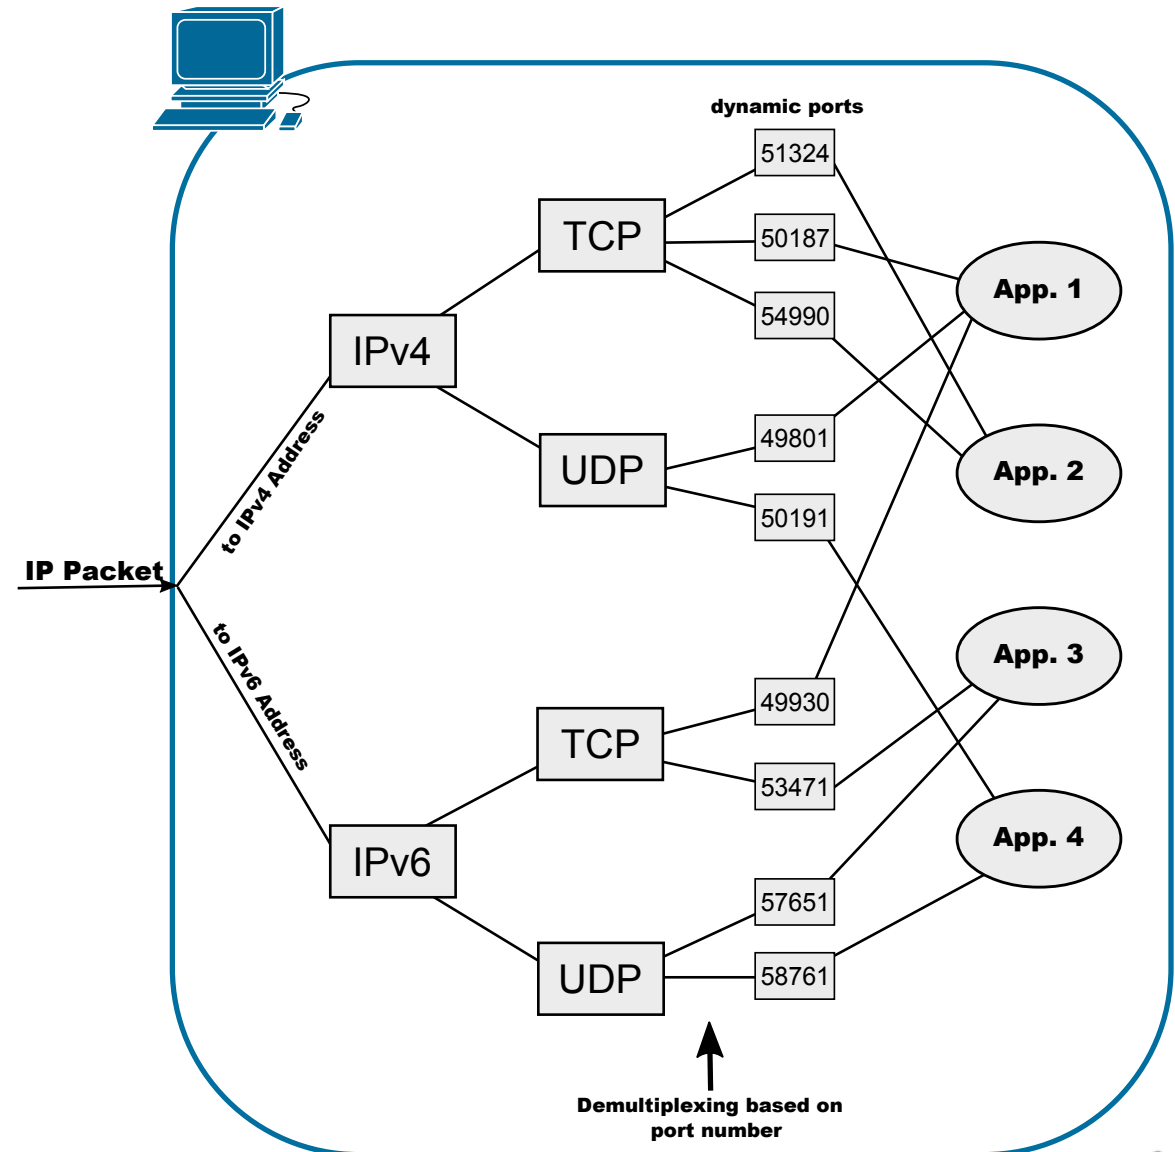 dynamic ports
51324
TCP
50187
App. 1
54990
IPv4
49801
UDP
App. 2
50191
to IPv4 Address
IP Packet
to IPv6 Address
App. 3
49930
TCP
53471
App. 4
IPv6
57651
UDP
58761
Demultiplexing based on
port number